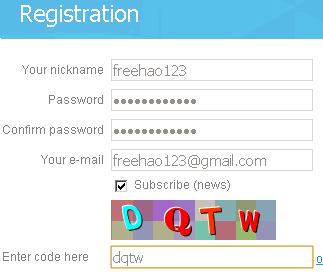 Registration
Your nickname freehao123
Password ••••••••••••
Confirm password ••••••••••••
Your e-mail freehao123@gmail.com
Subscribe (news)
D Q T W
Enter code here dqtw o